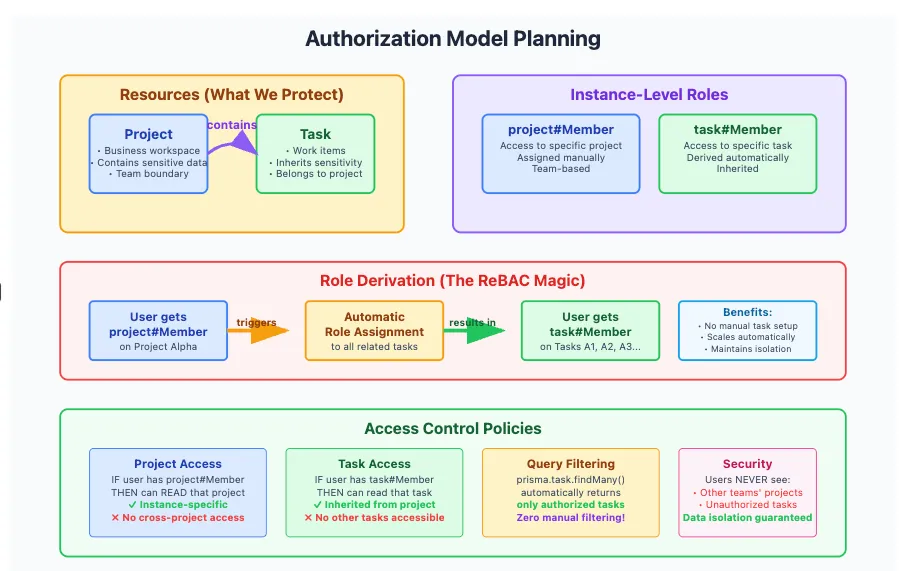 Authorization Model Planning
Resources (What We Protect)
contains
Project
• Business workspace
• Contains sensitive data
• Team boundary
Task
• Work items
• Inherits sensitivity
• Belongs to project
Instance-Level Roles
project#Member
Access to specific project
Assigned manually
Team-based
task#Member
Access to specific task
Derived automatically
Inherited
Role Derivation (The ReBAC Magic)
User gets
project#Member
on Project Alpha
triggers
Automatic
Role Assignment
to all related tasks
results in
User gets
task#Member
on Tasks A1, A2, A3...
Benefits:
• No manual task setup
• Scales automatically
• Maintains isolation
Access Control Policies
Project Access
IF user has project#Member
THEN can READ that project
✓ Instance-specific
✕ No cross-project access
Task Access
IF user has task#Member
THEN can read that task
✓ Inherited from project
✕ No other tasks accessible
Query Filtering
prisma.task.findMany()
automatically returns
only authorized tasks
Zero manual filtering!
Security
Users NEVER see:
• Other teams' projects
• Unauthorized tasks
Data isolation guaranteed